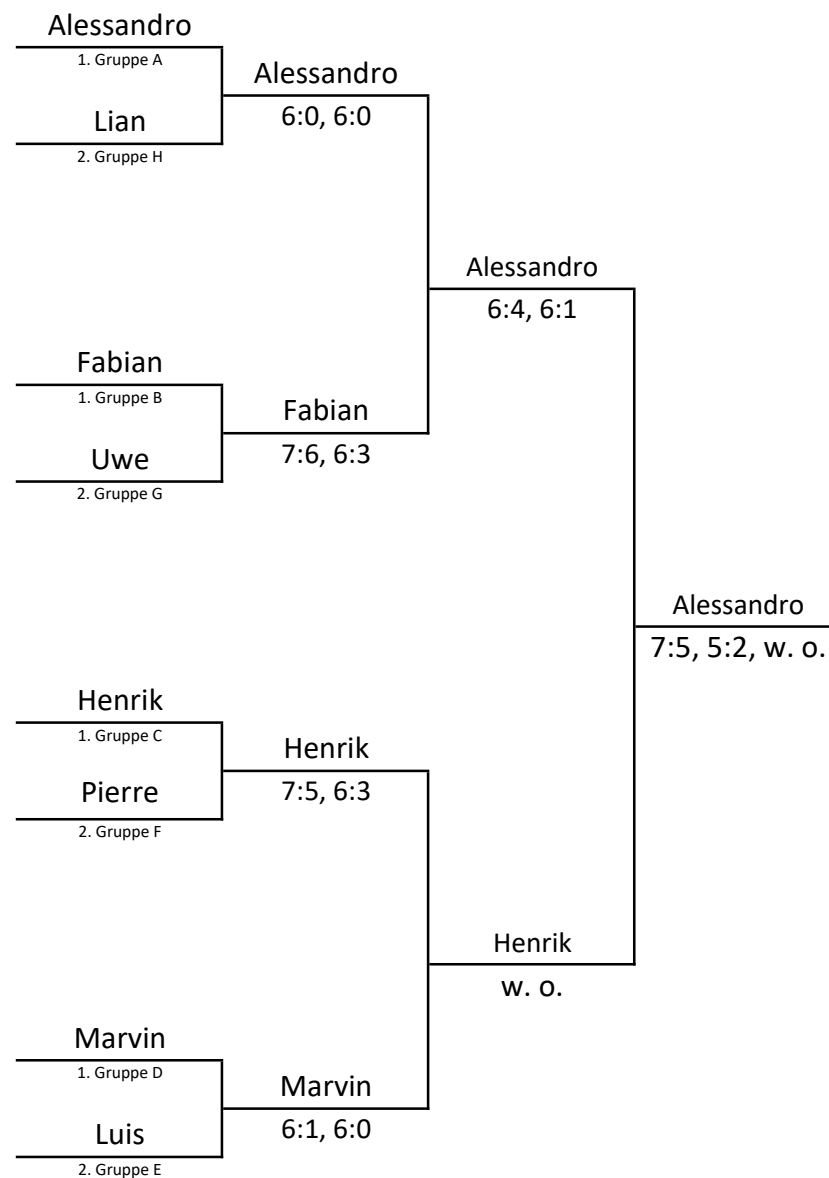 Alessandro
1. Gruppe A
Alessandro
6:0, 6:0
Lian
2. Gruppe H
Alessandro
6:4, 6:1
Fabian
1. Gruppe B
Fabian
7:6, 6:3
Uwe
2. Gruppe G
Alessandro
7:5, 5:2, w. o.
Henrik
1. Gruppe C
Henrik
7:5, 6:3
Pierre
2. Gruppe F
Henrik
w. o.
Marvin
1. Gruppe D
Marvin
6:1, 6:0
Luis
2. Gruppe E